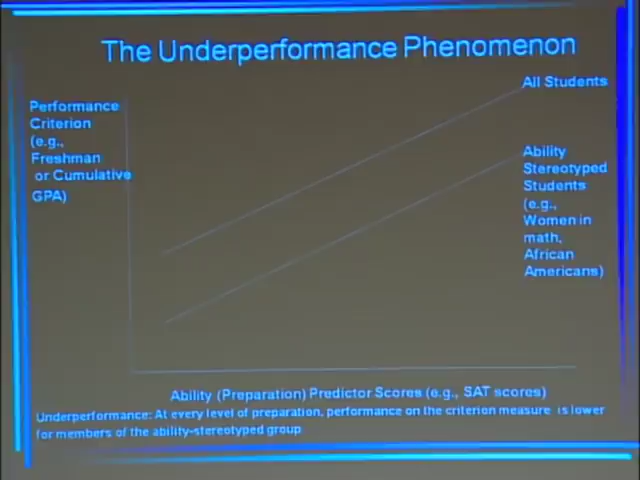 The Underperformance Phenomenon
All Students
Performance
Criterion
(e.g.,
Freshman
or Cumulative
GPA)
Ability
Stereotyped
Students
(e.g.,
Women in
math,
African
Americans)
Ability (Preparation) Predictor Scores (e.g., SAT scores)
Underperformance: At every level of preparation, performance on the criterion measure is lower
for members of the ability-stereotyped group